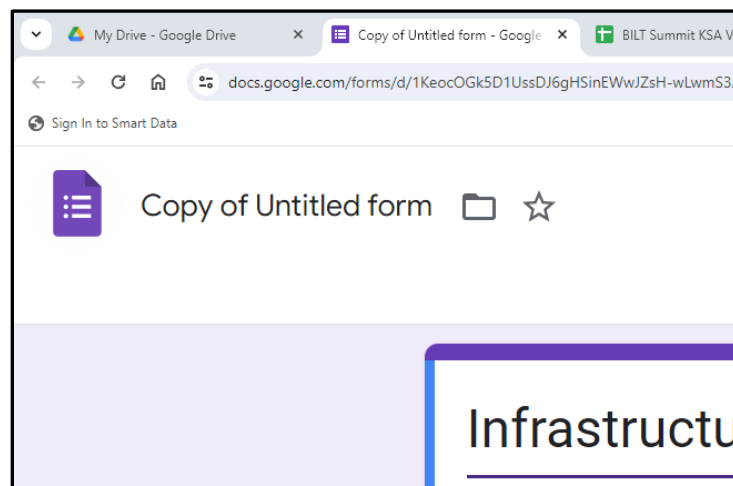 My Drive - Google Drive
Copy of Untitled form - Google
BILT Summit KSA V
docs.google.com/forms/d/1KeocOGk5D1UssDJ6gHSinEWwJZsH-wLwmS3
Sign In to Smart Data
Copy of Untitled form
Infrastructu